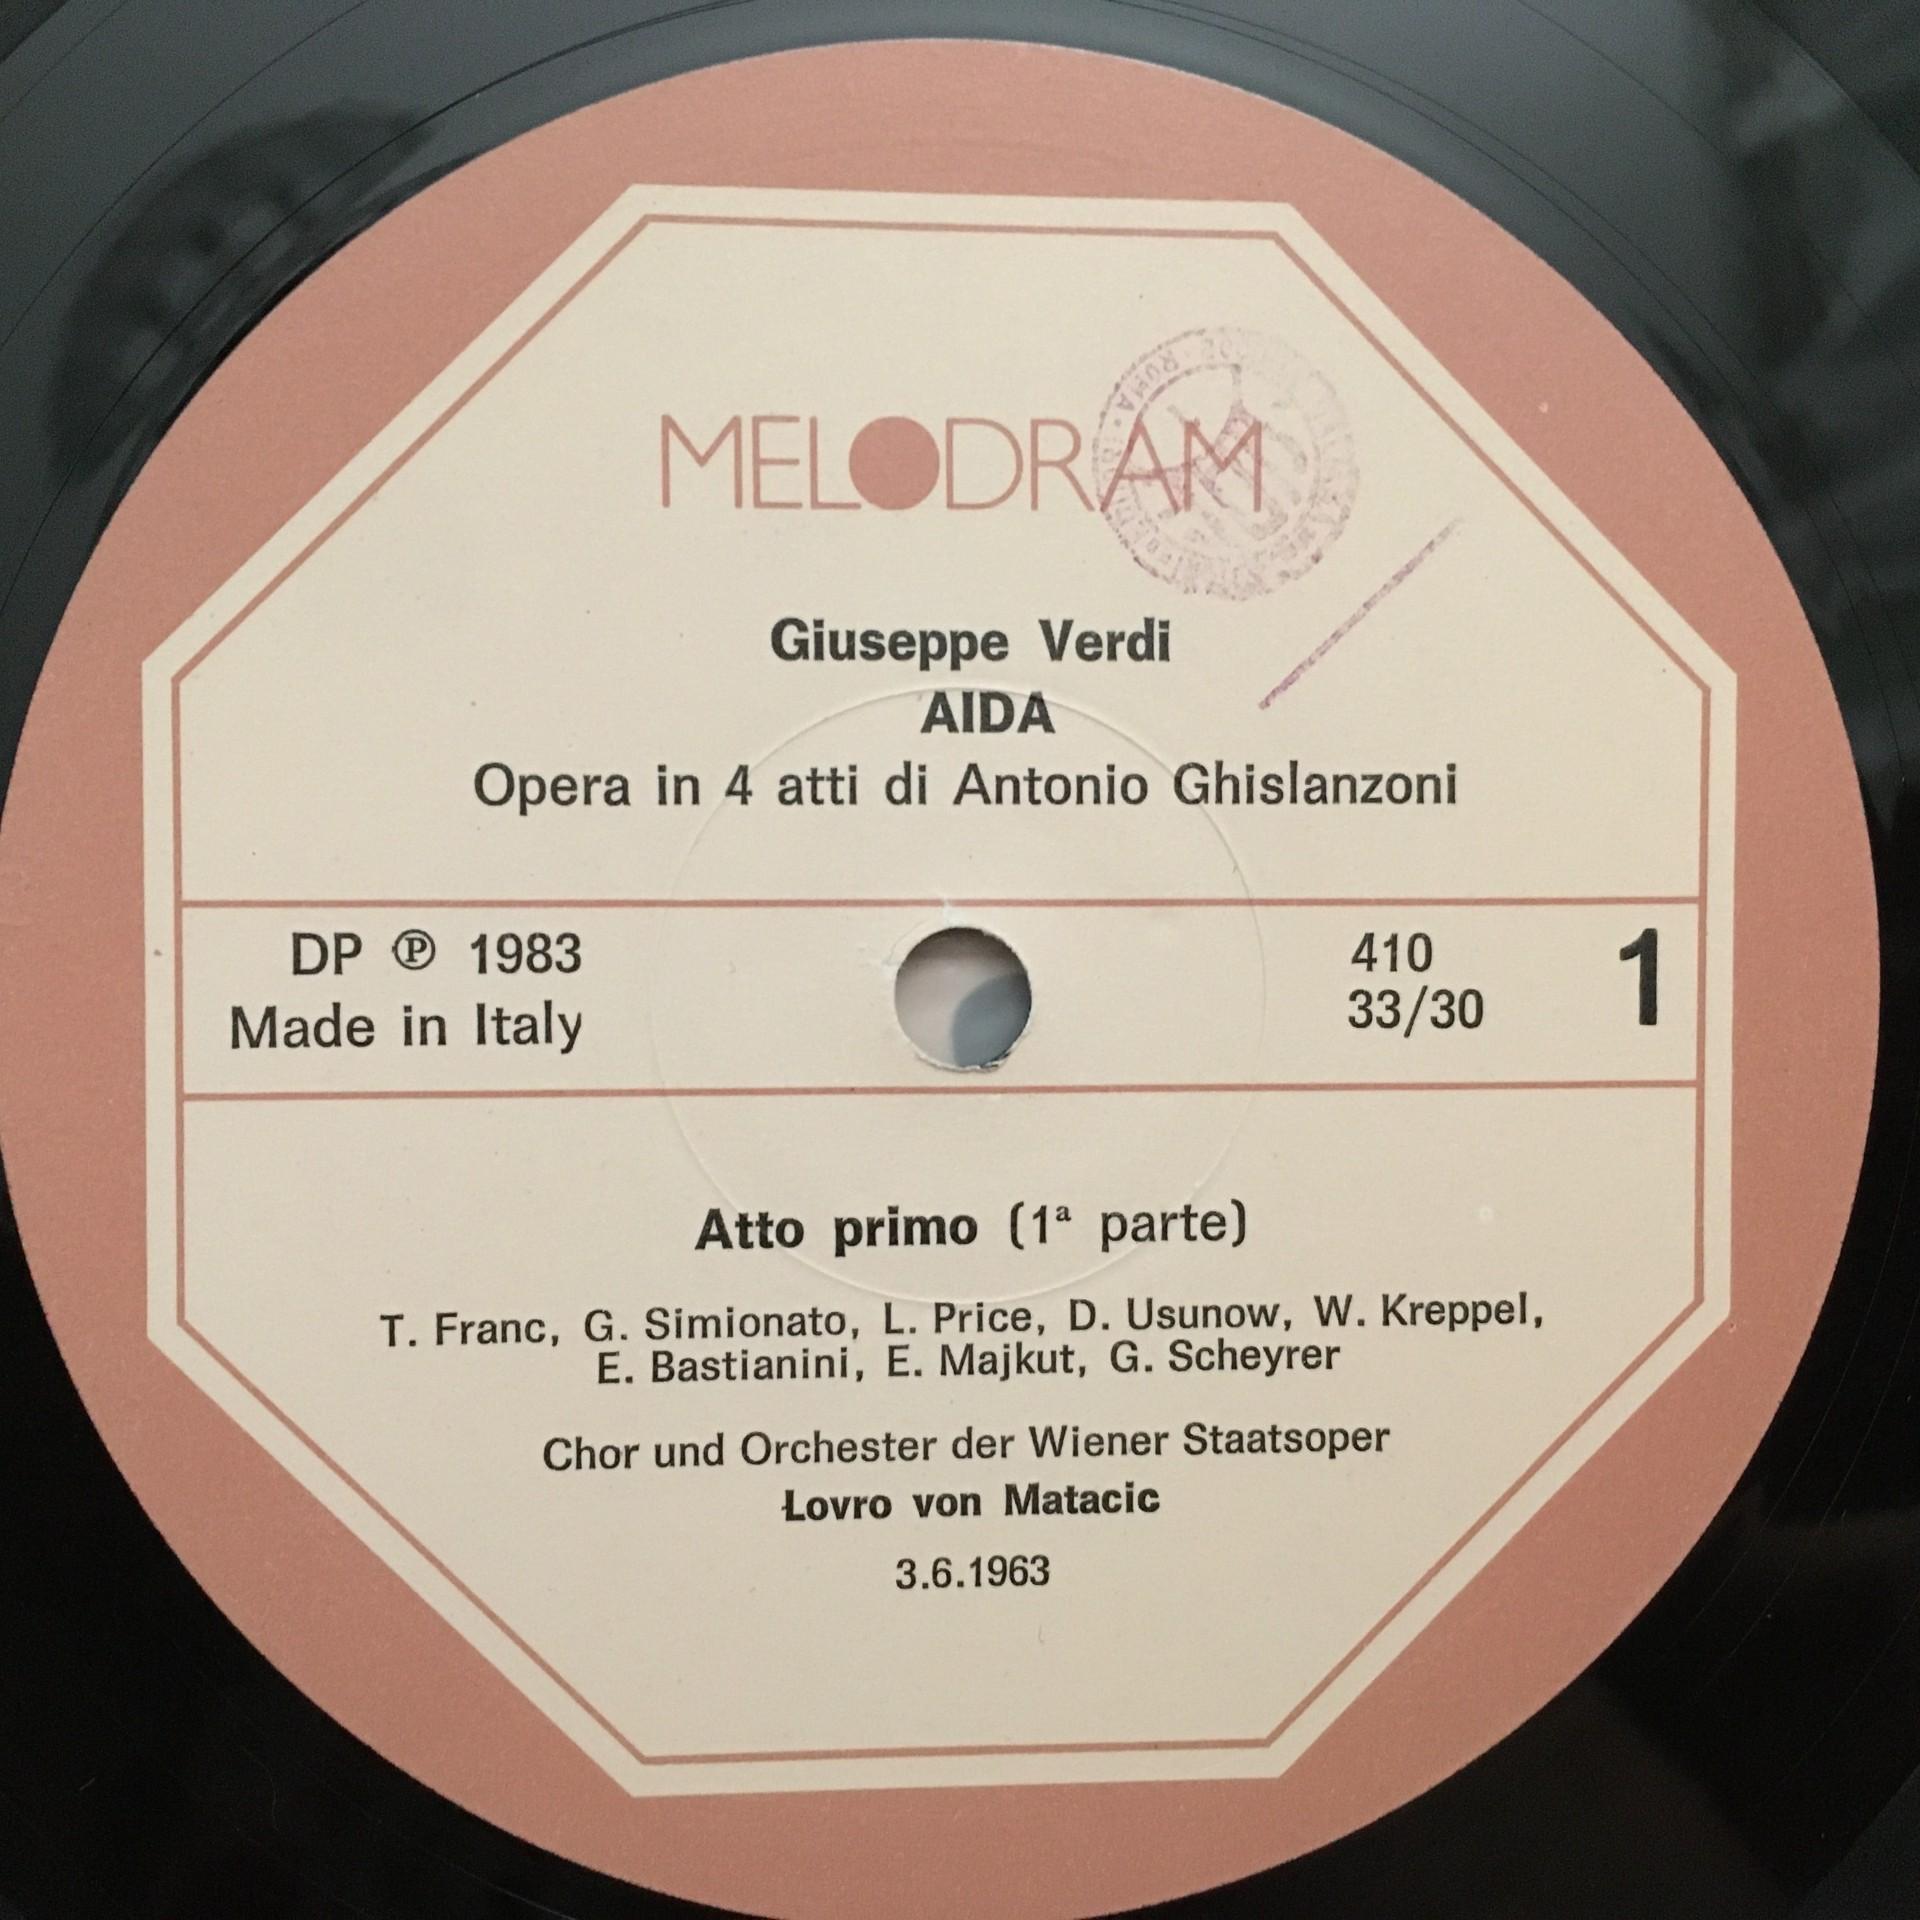 MELODRAM
Giuseppe Verdi
AIDA
Opera in 4 atti di Antonio Ghislanzoni
DP ℗ 1983
Made in Italy
410
33/30
1
Atto primo (1ª parte)
T. Franc, G. Simionato, L. Price, D. Usunow, W. Kreppel,
E. Bastianini, E. Majkut, G. Scheyrer
Chor und Orchester der Wiener Staatsoper
Lovro von Matacic
3.6.1963
ROMA